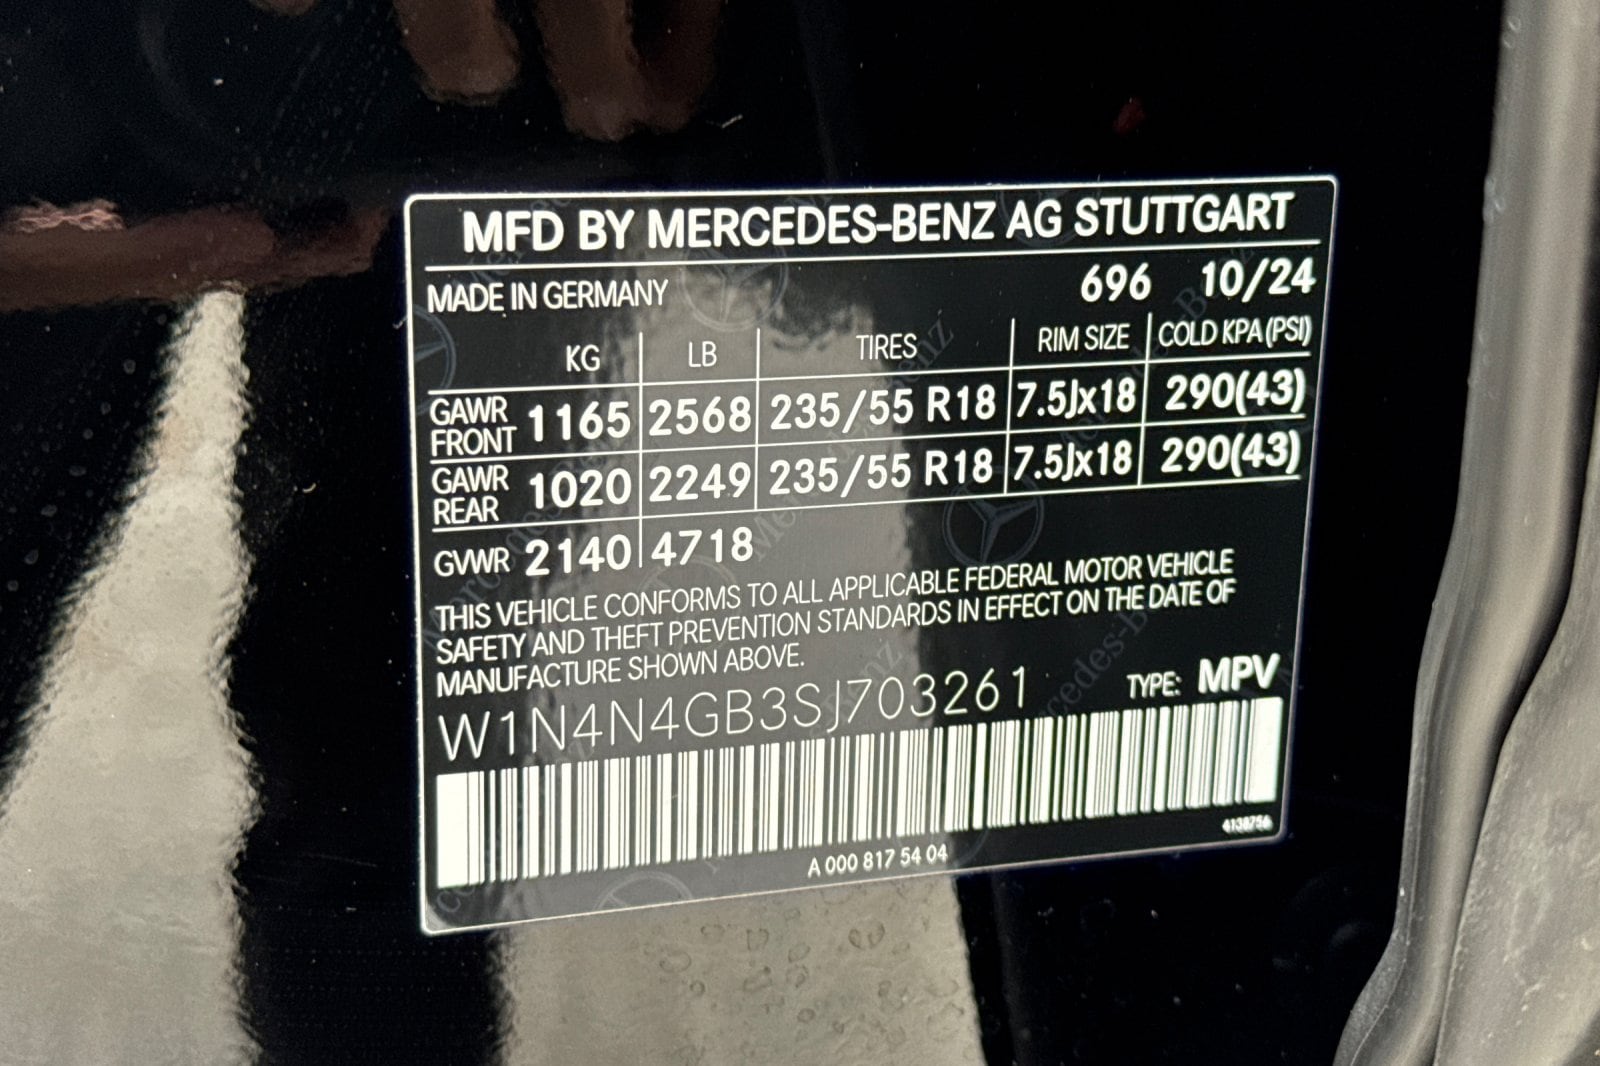 MFD BY MERCEDES-BENZ AG STUTTGART
MADE IN GERMANY 696 10/24
KG LB TIRES RIM SIZE COLD KPA(PSI)
GAWR FRONT 1165 2568 235/55 R18 7.5Jx18 290(43)
GAWR REAR 1020 2249 235/55 R18 7.5Jx18 290(43)
GVWR 2140 4718
THIS VEHICLE CONFORMS TO ALL APPLICABLE FEDERAL MOTOR VEHICLE
SAFETY AND THEFT PREVENTION STANDARDS IN EFFECT ON THE DATE OF
MANUFACTURE SHOWN ABOVE.
W1N4N4GB3SJ703261 TYPE: MPV
4138756
A 000 817 54 04